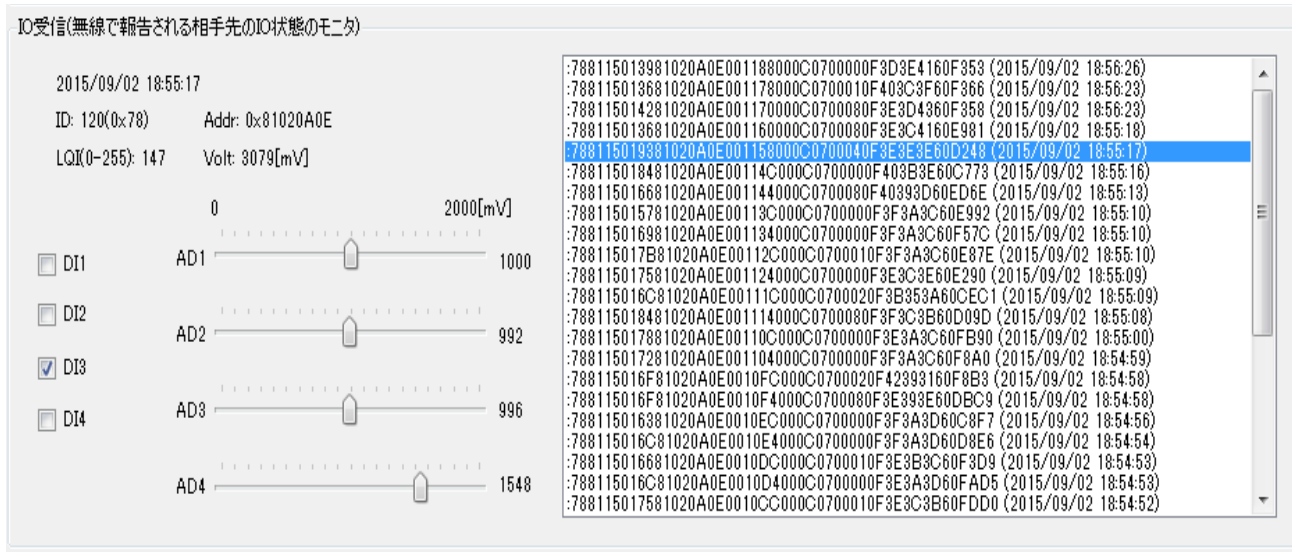 IO受信(無線で報告される相手先のIO状態のモニタ)
2015/09/02 18:55:17
ID: 120(0x78) Addr: 0x81020A0E
LQI(0-255): 147 Volt: 3079[mV]
0 2000[mV]
DI1
DI2
DI3
DI4
AD1 1000
AD2 992
AD3 996
AD4 1548
:788115013981020A0E001188000C0700000F3D3E4160F353 (2015/09/02 18:56:26)
:788115013681020A0E001178000C0700010F403C3F60F366 (2015/09/02 18:56:23)
:788115014281020A0E001170000C0700080F3E3D4360F358 (2015/09/02 18:56:23)
:788115013681020A0E001160000C0700080F3E3C4160E981 (2015/09/02 18:55:18)
:788115019381020A0E001158000C0700040F3E3E3E60D248 (2015/09/02 18:55:17)
:788115018481020A0E00114C000C0700000F403B3E60C773 (2015/09/02 18:55:16)
:788115016681020A0E001144000C0700080F40393D60ED6E (2015/09/02 18:55:13)
:788115015781020A0E00113C000C0700000F3F3A3C60E992 (2015/09/02 18:55:10)
:788115016981020A0E001134000C0700000F3F3A3C60F57C (2015/09/02 18:55:10)
:788115017B81020A0E00112C000C0700010F3F3A3C60E87E (2015/09/02 18:55:10)
:788115017581020A0E001124000C0700000F3E3C3E60E290 (2015/09/02 18:55:09)
:788115016C81020A0E00111C000C0700020F3B353A60CEC1 (2015/09/02 18:55:09)
:788115018481020A0E001114000C0700080F3F3C3B60D09D (2015/09/02 18:55:08)
:788115017881020A0E00110C000C0700000F3E3A3C60FB90 (2015/09/02 18:55:00)
:788115017281020A0E001104000C0700000F3F3A3C60F8A0 (2015/09/02 18:54:59)
:788115016F81020A0E0010FC000C0700020F42393160F8B3 (2015/09/02 18:54:58)
:788115016F81020A0E0010F4000C0700080F3E393E60DBC9 (2015/09/02 18:54:58)
:788115016381020A0E0010EC000C0700000F3F3A3D60C8F7 (2015/09/02 18:54:56)
:788115016C81020A0E0010E4000C0700000F3F3A3D60D8E6 (2015/09/02 18:54:54)
:788115016681020A0E0010DC000C0700010F3E3B3C60F3D9 (2015/09/02 18:54:53)
:788115016C81020A0E0010D4000C0700000F3E3A3D60FAD5 (2015/09/02 18:54:53)
:788115017581020A0E0010CC000C0700010F3E3C3B60FDD0 (2015/09/02 18:54:52)